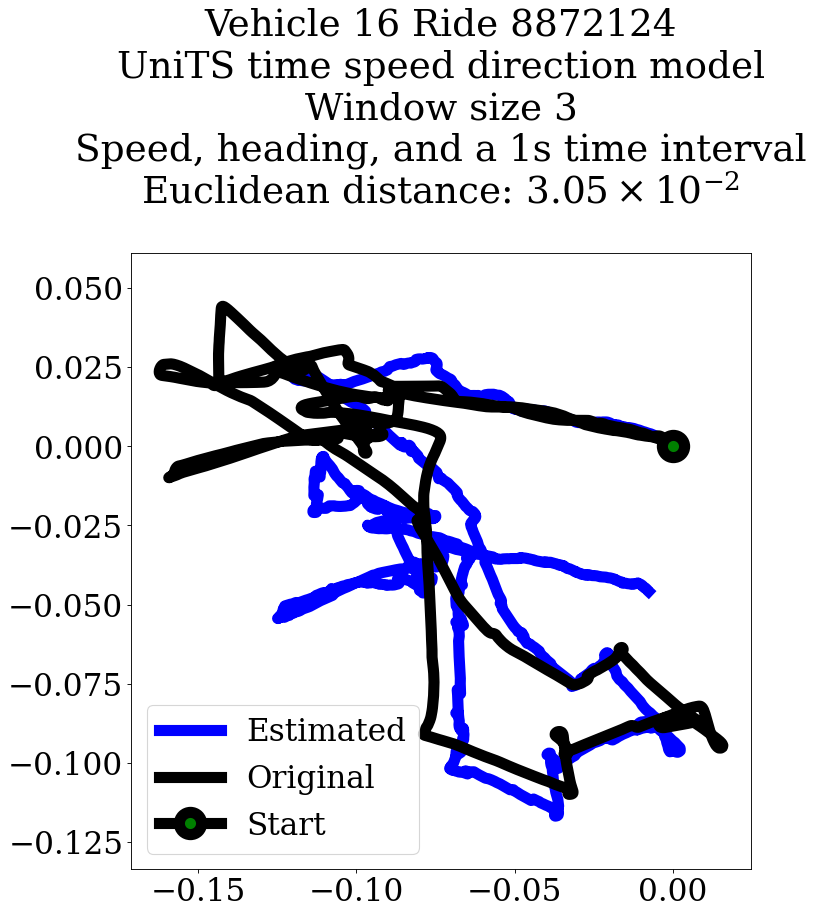 Vehicle 16 Ride 8872124
UniTS time speed direction model
Window size 3
Speed, heading, and a 1s time interval
Euclidean distance: 3.05 × 10⁻²
0.050
0.025
0.000
−0.025
−0.050
−0.075
−0.100
−0.125
Estimated
Original
Start
−0.15
−0.10
−0.05
0.00